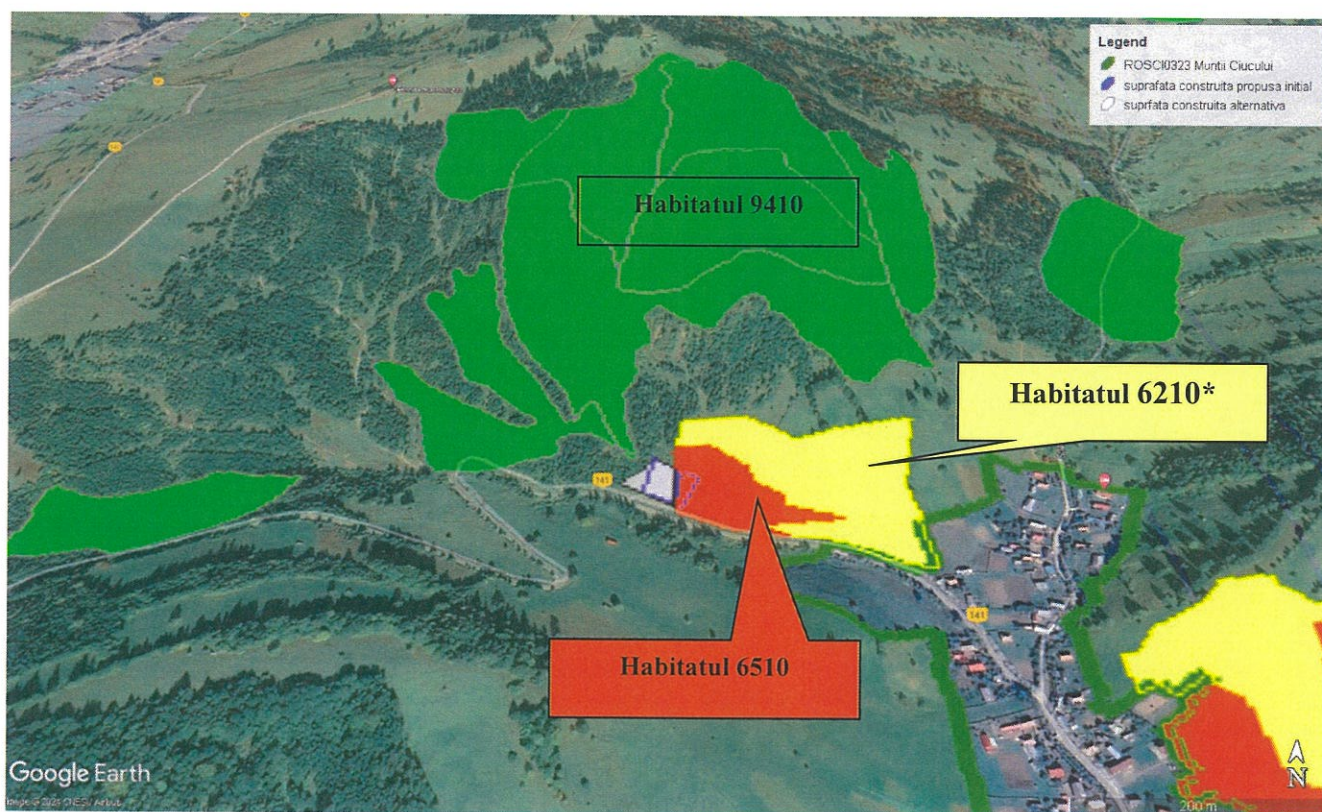 Legend
ROSCI0323 Muntii Ciucului
suprafata construita propusa initial
suprfata construita alternativa
141
Habitatul 9410
Habitatul 6210*
141
141
Habitatul 6510
Google Earth
N
200 m